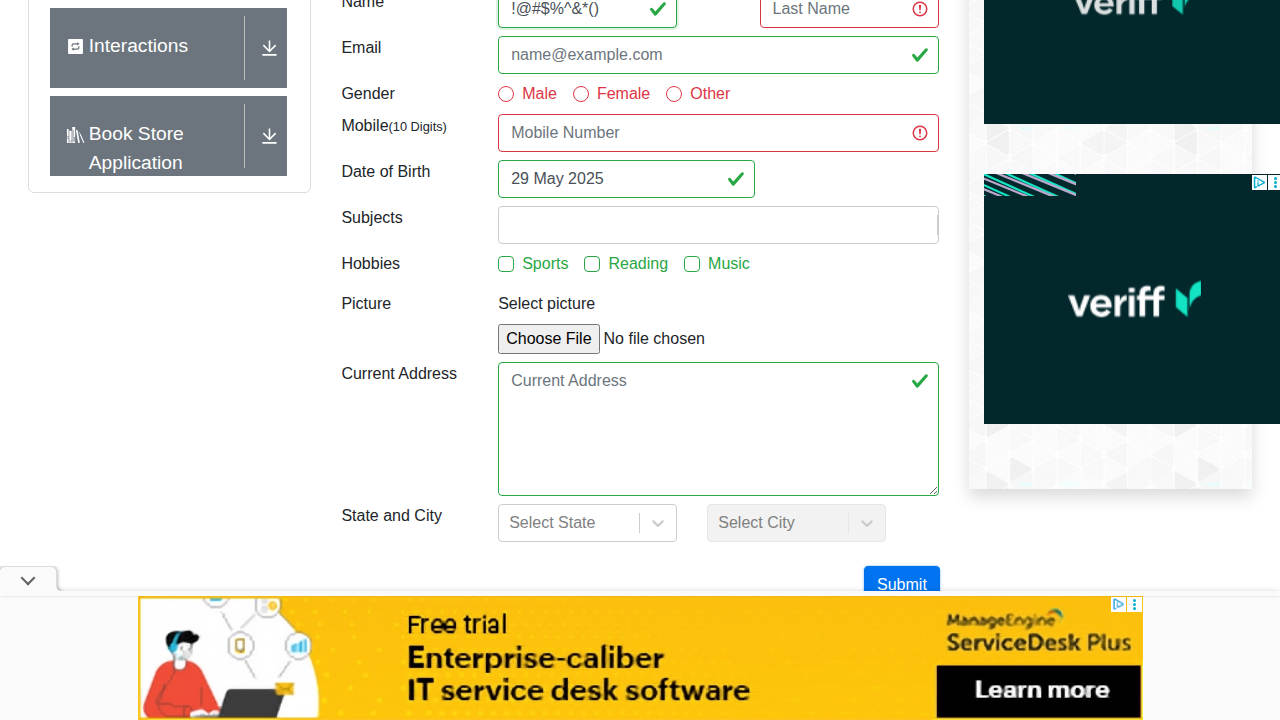 Name
!@#$%^&*()
Last Name
veriff
Interactions
Email
name@example.com
Gender
Male
Female
Other
Book Store
Application
Mobile(10 Digits)
Mobile Number
Date of Birth
29 May 2025
Subjects
Hobbies
Sports
Reading
Music
veriff
Picture
Select picture
Choose File
No file chosen
Current Address
Current Address
State and City
Select State
Select City
Submit
Free trial
Enterprise-caliber
IT service desk software
ManageEngine
ServiceDesk Plus
Learn more